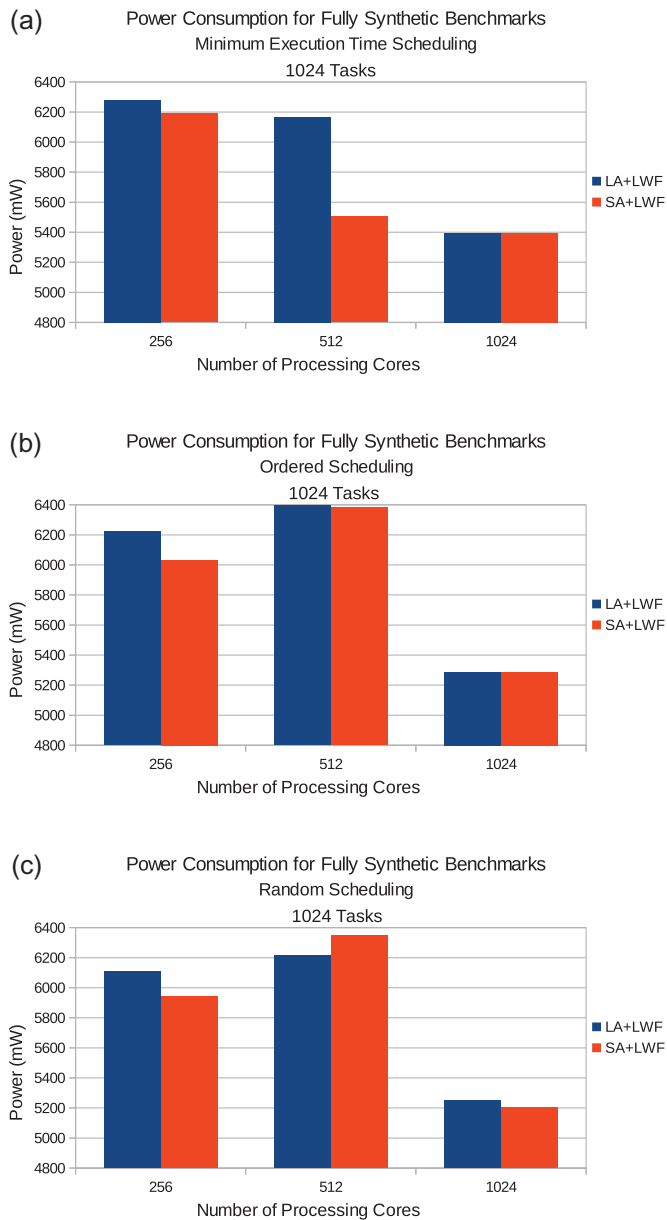 (a)
Power Consumption for Fully Synthetic Benchmarks
Minimum Execution Time Scheduling
1024 Tasks
6400
6200
6000
5800
5600
5400
5200
5000
4800
Power (mW)
256
512
1024
Number of Processing Cores
LA+LWF
SA+LWF
(b)
Power Consumption for Fully Synthetic Benchmarks
Ordered Scheduling
1024 Tasks
6400
6200
6000
5800
5600
5400
5200
5000
4800
Power (mW)
256
512
1024
Number of Processing Cores
LA+LWF
SA+LWF
(c)
Power Consumption for Fully Synthetic Benchmarks
Random Scheduling
1024 Tasks
6400
6200
6000
5800
5600
5400
5200
5000
4800
Power (mW)
256
512
1024
Number of Processing Cores
LA+LWF
SA+LWF